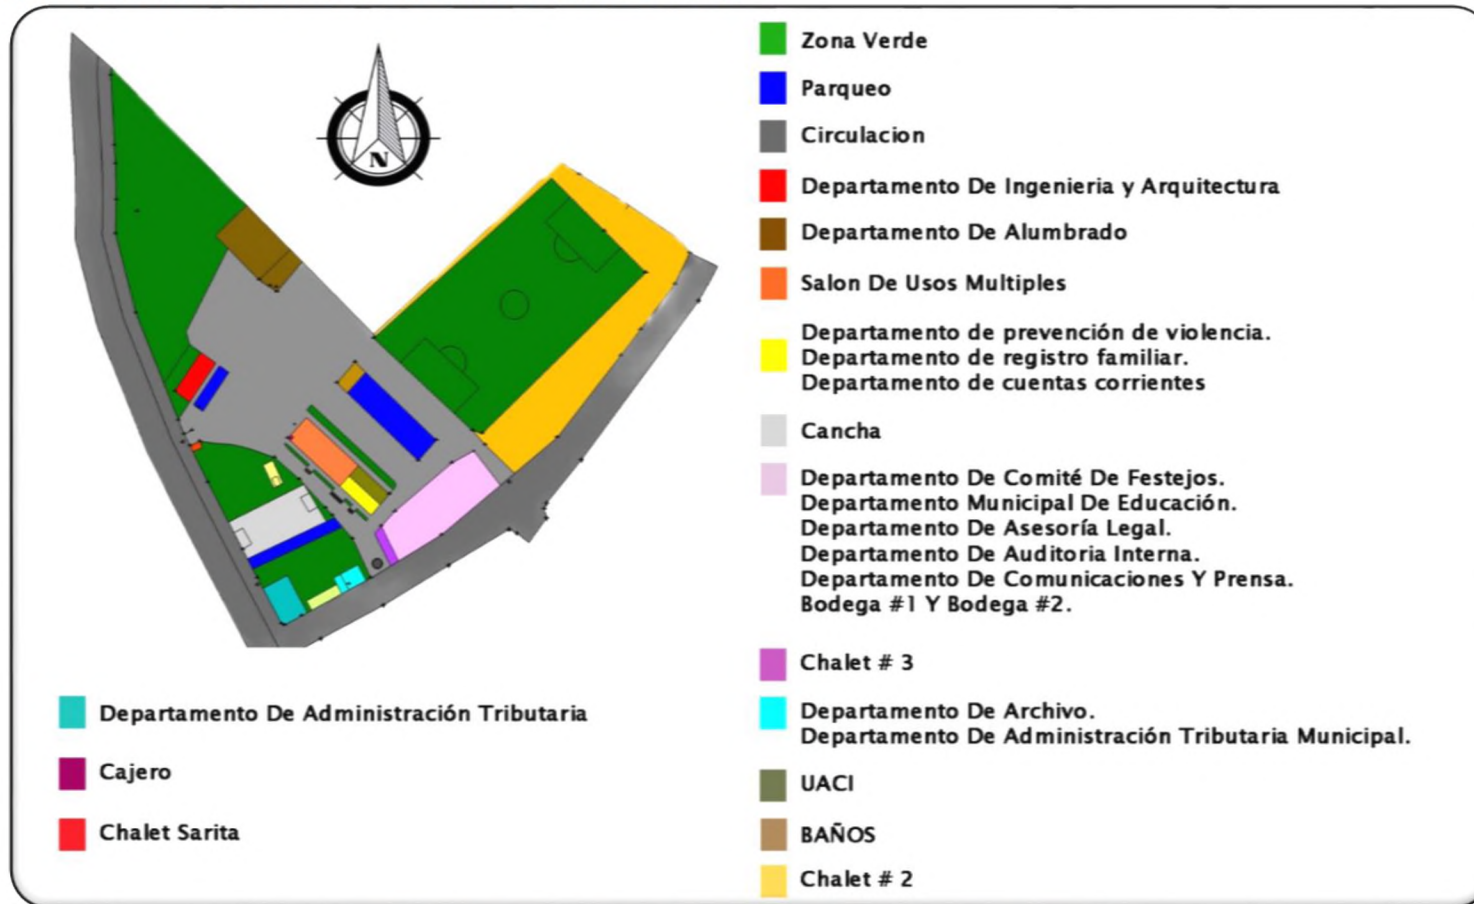 N
Zona Verde
Parqueo
Circulacion
Departamento De Ingenieria y Arquitectura
Departamento De Alumbrado
Salon De Usos Multiples
Departamento de prevención de violencia.
Departamento de registro familiar.
Departamento de cuentas corrientes
Cancha
Departamento De Comité De Festejos.
Departamento Municipal De Educación.
Departamento De Asesoría Legal.
Departamento De Auditoria Interna.
Departamento De Comunicaciones Y Prensa.
Bodega #1 Y Bodega #2.
Chalet # 3
Departamento De Archivo.
Departamento De Administración Tributaria Municipal.
UACI
BAÑOS
Chalet # 2
Departamento De Administración Tributaria
Cajero
Chalet Sarita